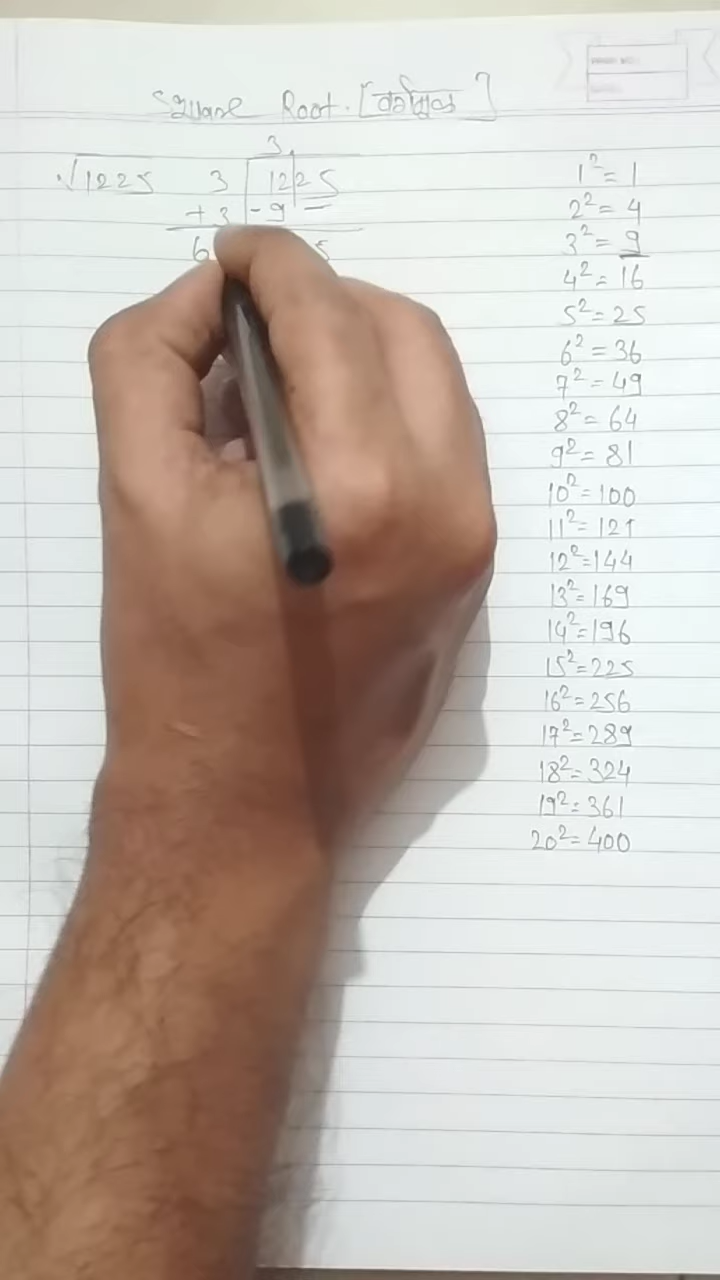 Square Root. [वर्गमूल]
3
√1225 3 1225
+3 -9
6 5
1² = 1
2² = 4
3² = 9
4² = 16
5² = 25
6² = 36
7² = 49
8² = 64
9² = 81
10² = 100
11² = 121
12² = 144
13² = 169
14² = 196
15² = 225
16² = 256
17² = 289
18² = 324
19² = 361
20² = 400